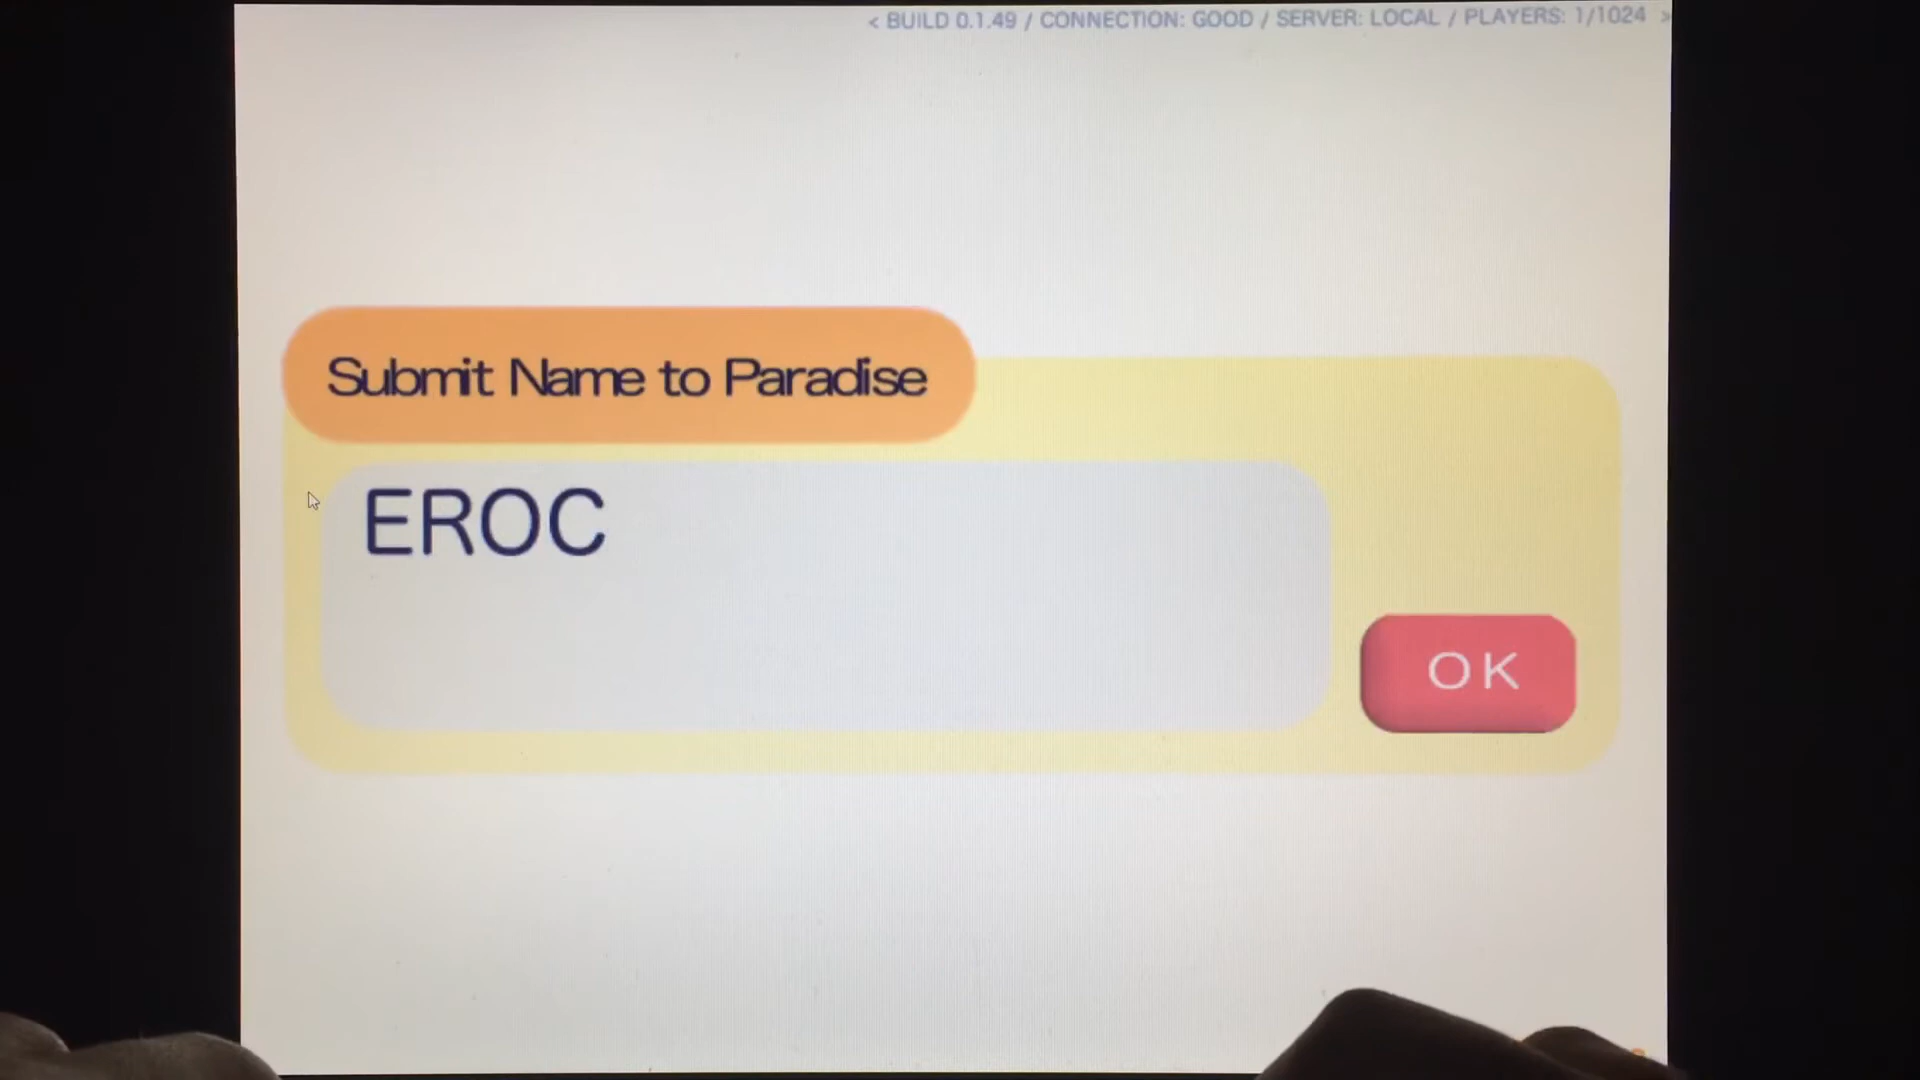 < BUILD 0.1.49 / CONNECTION: GOOD / SERVER: LOCAL / PLAYERS: 1/1024 >
Submit Name to Paradise
EROC
OK